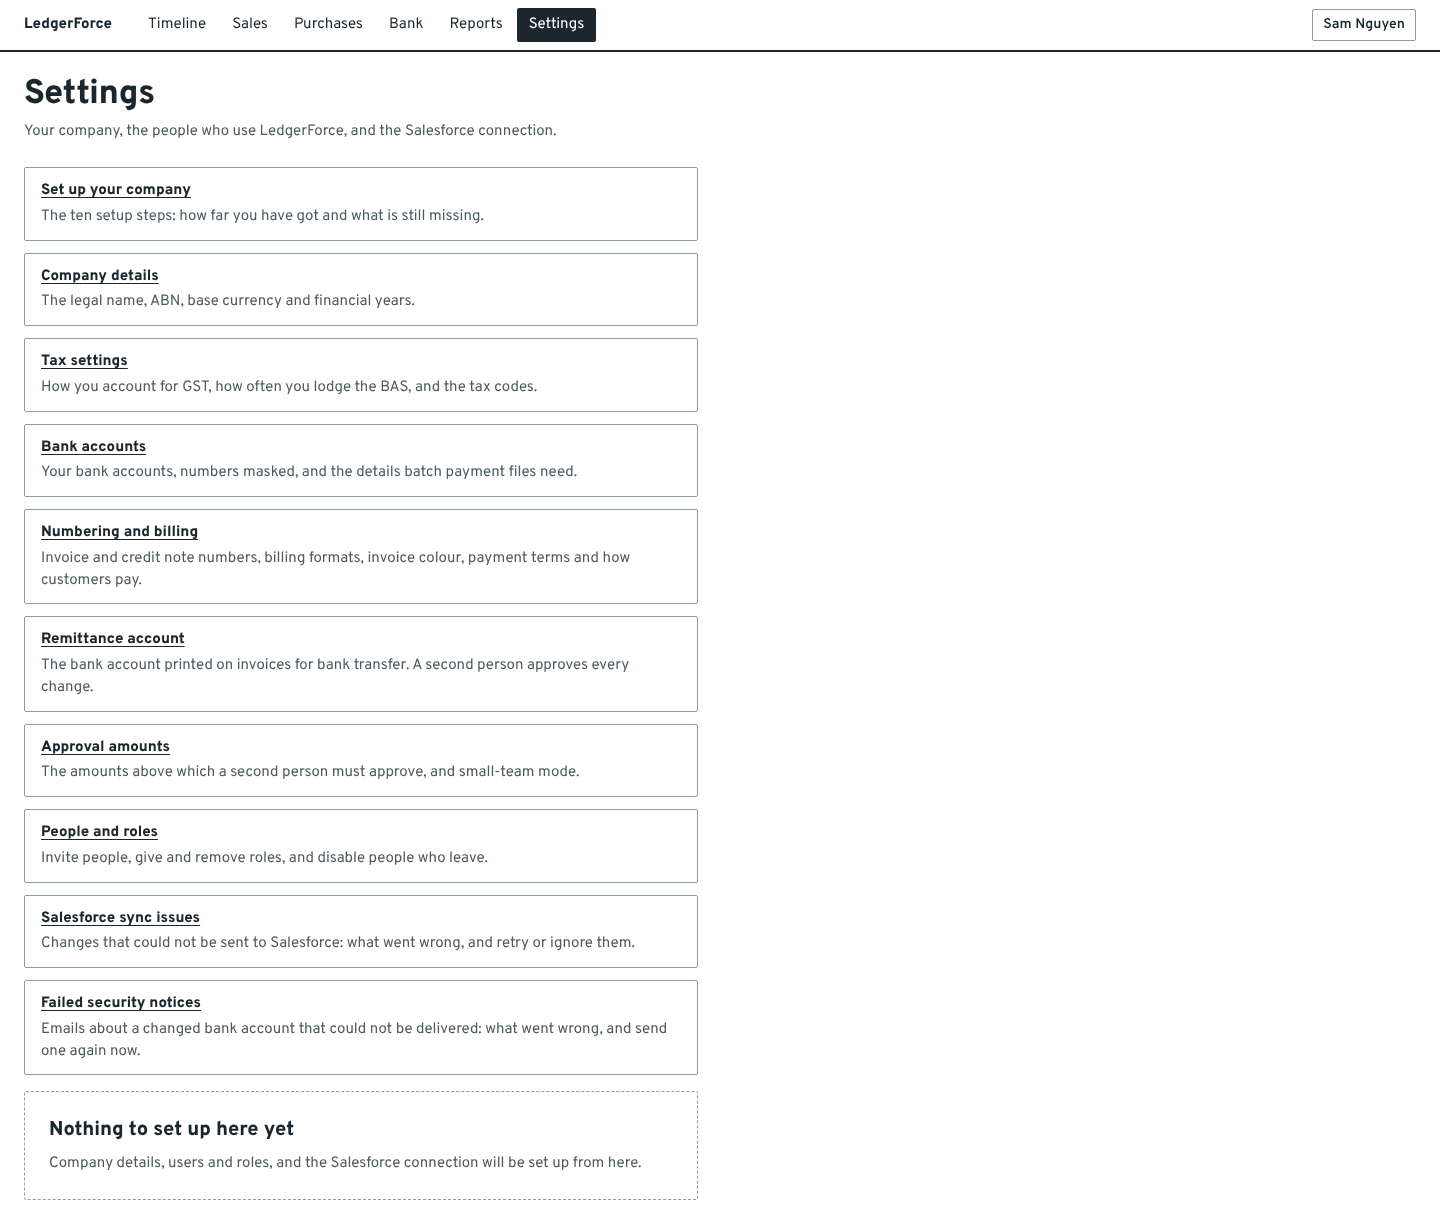 LedgerForce Timeline Sales Purchases Bank Reports Settings Sam Nguyen
Settings
Your company, the people who use LedgerForce, and the Salesforce connection.
Set up your company
The ten setup steps: how far you have got and what is still missing.
Company details
The legal name, ABN, base currency and financial years.
Tax settings
How you account for GST, how often you lodge the BAS, and the tax codes.
Bank accounts
Your bank accounts, numbers masked, and the details batch payment files need.
Numbering and billing
Invoice and credit note numbers, billing formats, invoice colour, payment terms and how
customers pay.
Remittance account
The bank account printed on invoices for bank transfer. A second person approves every
change.
Approval amounts
The amounts above which a second person must approve, and small-team mode.
People and roles
Invite people, give and remove roles, and disable people who leave.
Salesforce sync issues
Changes that could not be sent to Salesforce: what went wrong, and retry or ignore them.
Failed security notices
Emails about a changed bank account that could not be delivered: what went wrong, and send
one again now.
Nothing to set up here yet
Company details, users and roles, and the Salesforce connection will be set up from here.